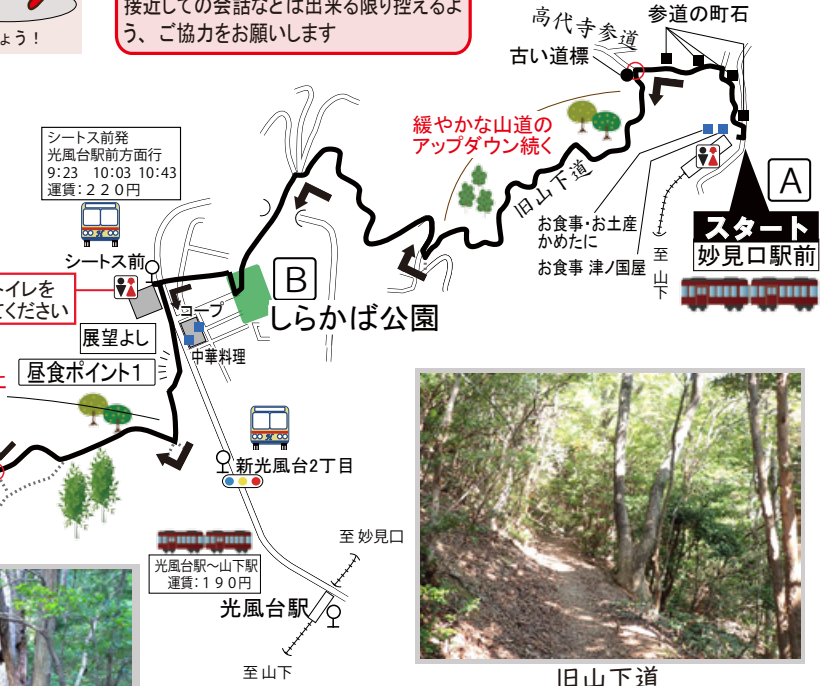 ょう！
接近しての会話などは出来る限り控えるよ
う、ご協力をお願いします
高代寺参道
参道の町石
古い道標
緩やかな山道の
アップダウン続く
旧山下道
シートス前発
光風台駅前方面行
9:23 10:03 10:43
運賃：２２０円
シートス前
お食事・お土産
かめたに
お食事 津ノ国屋
至 山下
A
スタート
妙見口駅前
トイレを
ください
B
しらかば公園
コープ
中華料理
展望よし
昼食ポイント1
新光風台2丁目
光風台駅～山下駅
運賃：１９０円
至 妙見口
光風台駅
至 山下
旧山下道